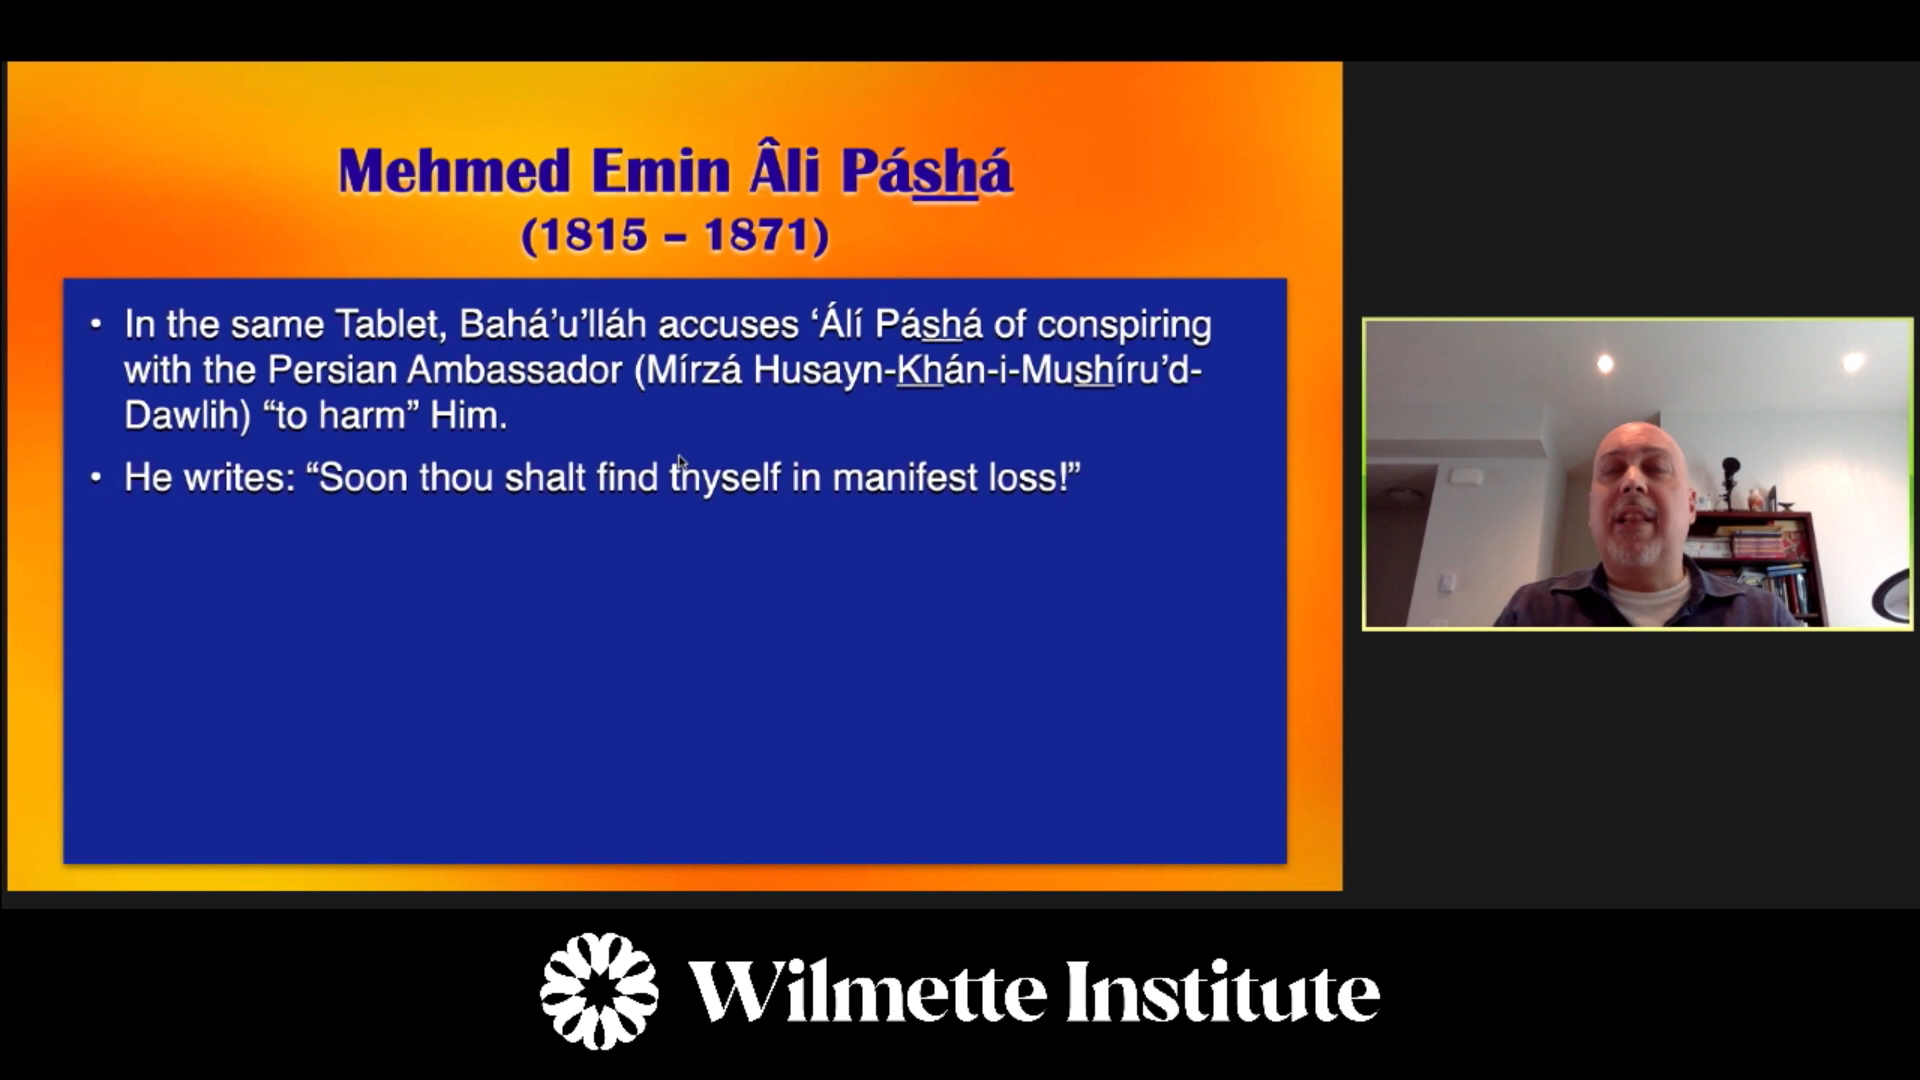 Mehmed Emin Âli Páshá
(1815 – 1871)
• In the same Tablet, Bahá’u’lláh accuses ‘Álí Páshá of conspiring
with the Persian Ambassador (Mírzá Husayn-Khán-i-Mushíru’d-
Dawlih) “to harm” Him.
• He writes: “Soon thou shalt find thyself in manifest loss!”
Wilmette Institute